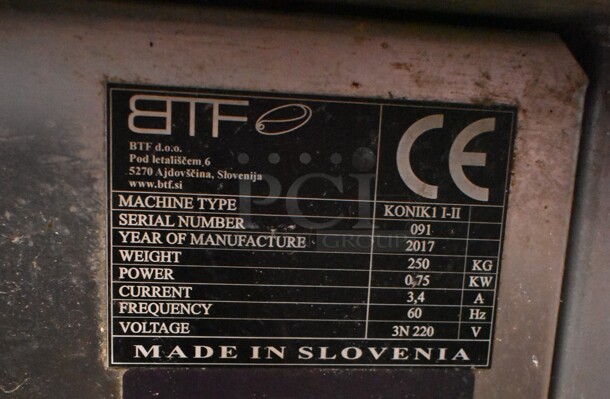 BTF
BTF d.o.o.
Pod letališčem 6
5270 Ajdovščina, Slovenija
www.btf.si
CE
MACHINE TYPE KONIK1 I-II
SERIAL NUMBER 091
YEAR OF MANUFACTURE 2017
WEIGHT 250 KG
POWER 0,75 KW
CURRENT 3,4 A
FREQUENCY 60 Hz
VOLTAGE 3N 220 V
MADE IN SLOVENIA
PCI
GROUP